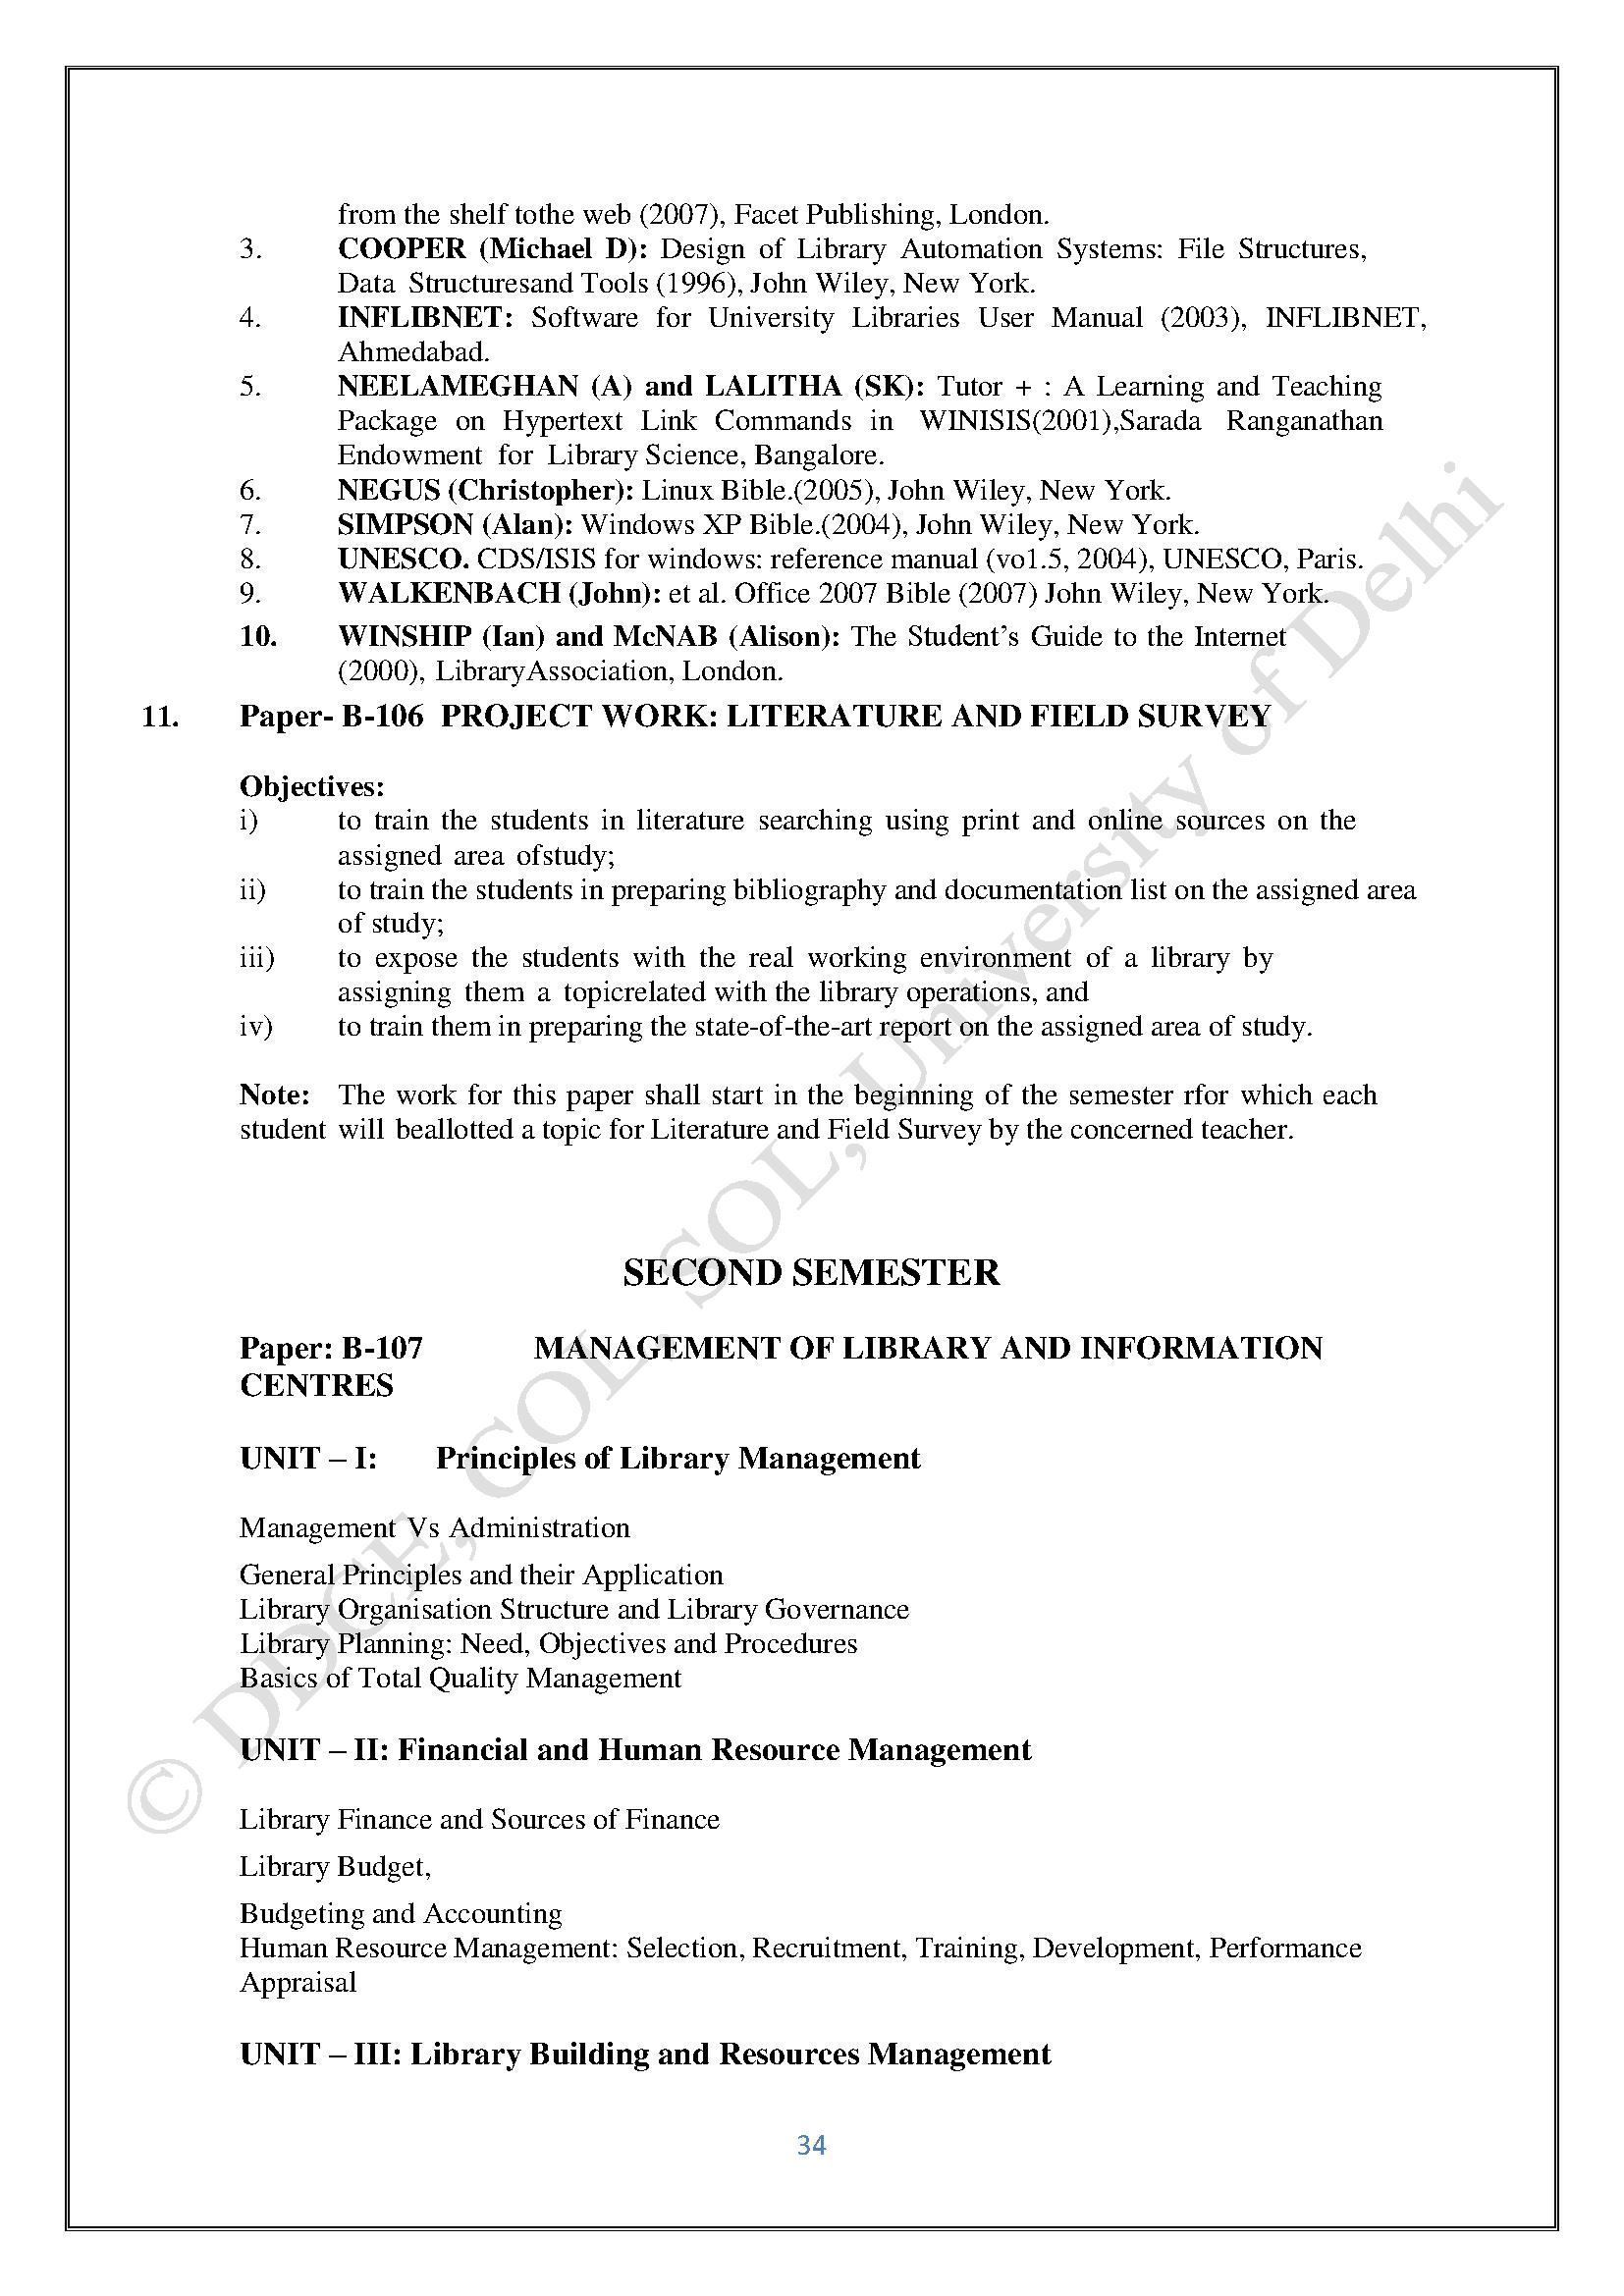 from the shelf tothe web (2007), Facet Publishing, London.
3. COOPER (Michael D): Design of Library Automation Systems: File Structures,
Data Structuresand Tools (1996), John Wiley, New York.
4. INFLIBNET: Software for University Libraries User Manual (2003), INFLIBNET,
Ahmedabad.
5. NEELAMEGHAN (A) and LALITHA (SK): Tutor + : A Learning and Teaching
Package on Hypertext Link Commands in WINISIS(2001),Sarada Ranganathan
Endowment for Library Science, Bangalore.
6. NEGUS (Christopher): Linux Bible.(2005), John Wiley, New York.
7. SIMPSON (Alan): Windows XP Bible.(2004), John Wiley, New York.
8. UNESCO. CDS/ISIS for windows: reference manual (vo1.5, 2004), UNESCO, Paris.
9. WALKENBACH (John): et al. Office 2007 Bible (2007) John Wiley, New York.
10. WINSHIP (Ian) and McNAB (Alison): The Student’s Guide to the Internet
(2000), LibraryAssociation, London.
11. Paper- B-106 PROJECT WORK: LITERATURE AND FIELD SURVEY
Objectives:
i) to train the students in literature searching using print and online sources on the
assigned area ofstudy;
ii) to train the students in preparing bibliography and documentation list on the assigned area
of study;
iii) to expose the students with the real working environment of a library by
assigning them a topicrelated with the library operations, and
iv) to train them in preparing the state-of-the-art report on the assigned area of study.
Note: The work for this paper shall start in the beginning of the semester rfor which each
student will beallotted a topic for Literature and Field Survey by the concerned teacher.
SECOND SEMESTER
Paper: B-107 MANAGEMENT OF LIBRARY AND INFORMATION
CENTRES
UNIT – I: Principles of Library Management
Management Vs Administration
General Principles and their Application
Library Organisation Structure and Library Governance
Library Planning: Need, Objectives and Procedures
Basics of Total Quality Management
UNIT – II: Financial and Human Resource Management
Library Finance and Sources of Finance
Library Budget,
Budgeting and Accounting
Human Resource Management: Selection, Recruitment, Training, Development, Performance
Appraisal
UNIT – III: Library Building and Resources Management
34
© DDCE, COL, SOL, University of Delhi